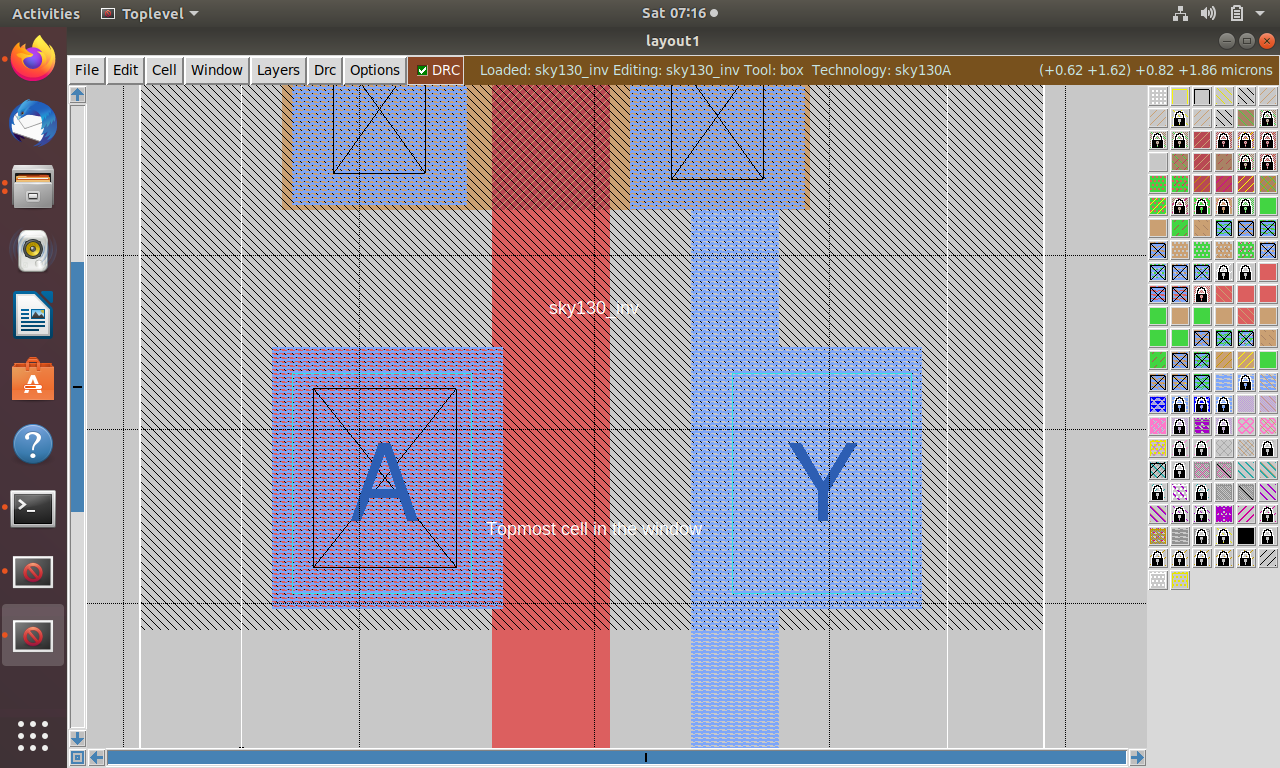 Activities Toplevel Sat 07:16
layout1
File Edit Cell Window Layers Drc Options DRC Loaded: sky130_inv Editing: sky130_inv Tool: box Technology: sky130A (+0.62 +1.62) +0.82 +1.86 microns
sky130_inv
A Y
Topmost cell in the window